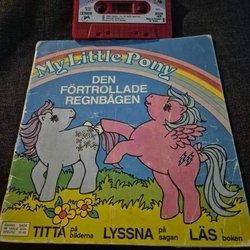 My Little Pony
DEN
FÖRTROLLADE
REGNBÅGEN
TITTA på bilderna LYSSNA på sagan LÄS boken